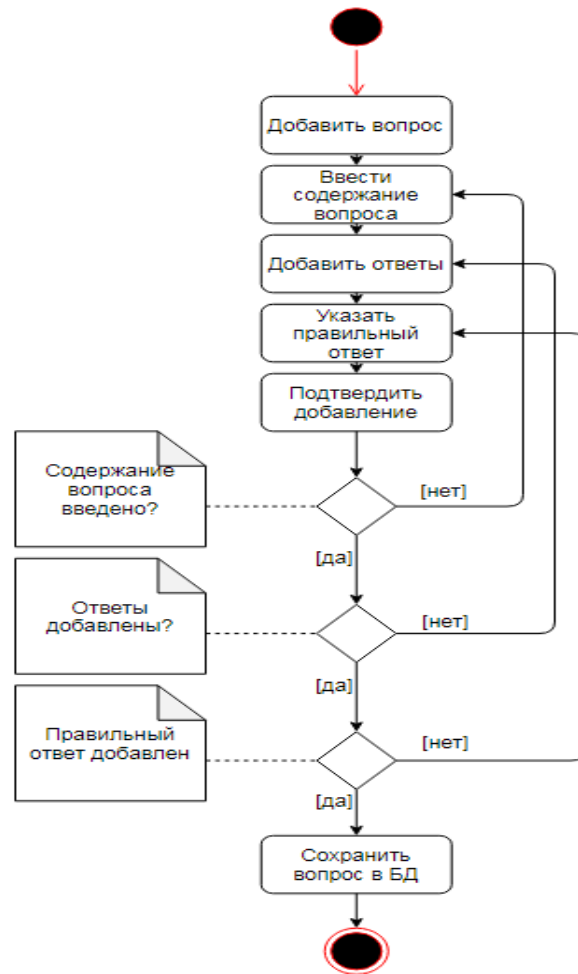 Добавить вопрос
Ввести
содержание
вопроса
Добавить ответы
Указать
правильный
ответ
Подтвердить
добавление
Содержание
вопроса
введено?
[нет]
[да]
Ответы
добавлены?
[нет]
[да]
Правильный
ответ добавлен
[нет]
[да]
Сохранить
вопрос в БД